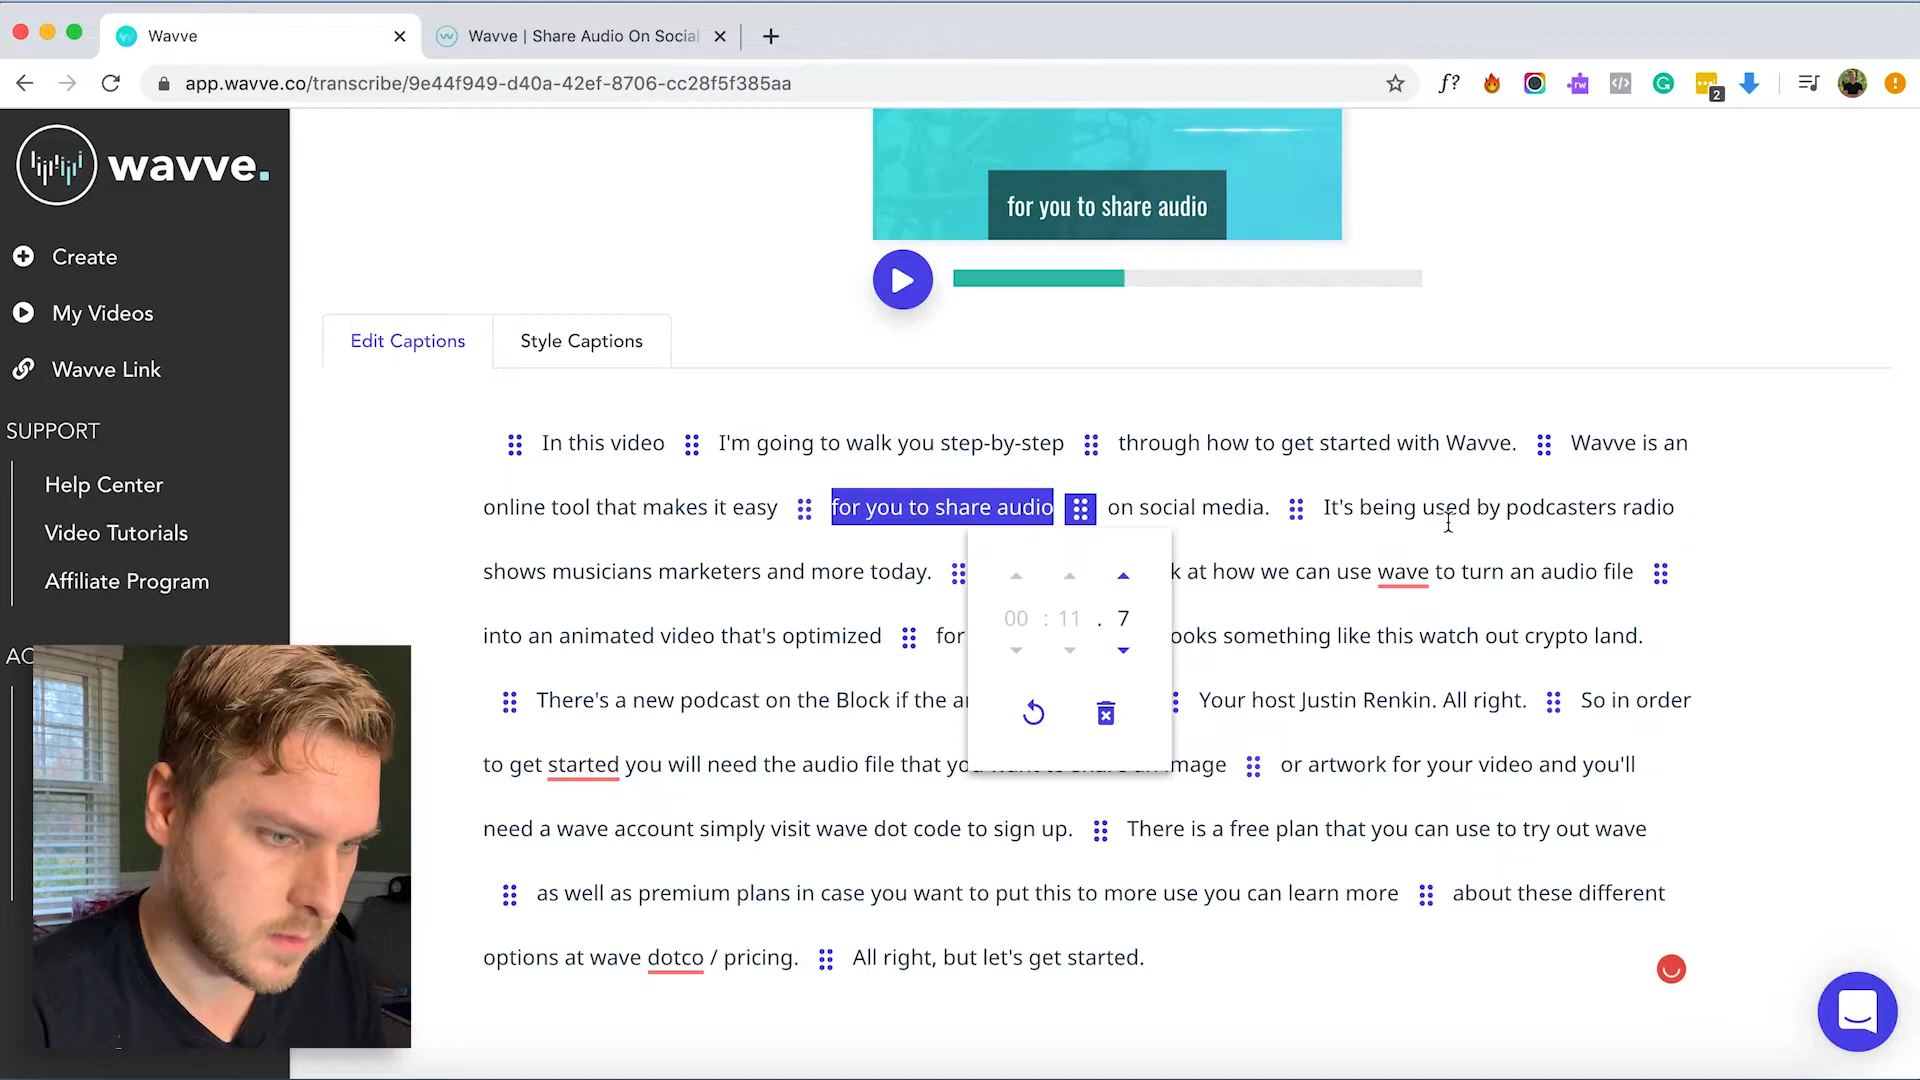 Wavve
Wavve | Share Audio On Social
app.wavve.co/transcribe/9e44f949-d40a-42ef-8706-cc28f5f385aa
f?
rw
2
wavve.
Create
My Videos
Wavve Link
SUPPORT
Help Center
Video Tutorials
Affiliate Program
AC
for you to share audio
Edit Captions
Style Captions
In this video I'm going to walk you step-by-step through how to get started with Wavve. Wavve is an
online tool that makes it easy for you to share audio on social media. It's being used by podcasters radio
shows musicians marketers and more today. k at how we can use wave to turn an audio file
into an animated video that's optimized for ooks something like this watch out crypto land.
There's a new podcast on the Block if the Your host Justin Renkin. All right. So in order
to get started you will need the audio file that image or artwork for your video and you'll
need a wave account simply visit wave dot code to sign up. There is a free plan that you can use to try out wave
as well as premium plans in case you want to put this to more use you can learn more about these different
options at wave dotco / pricing. All right, but let's get started.
00 : 11 . 7